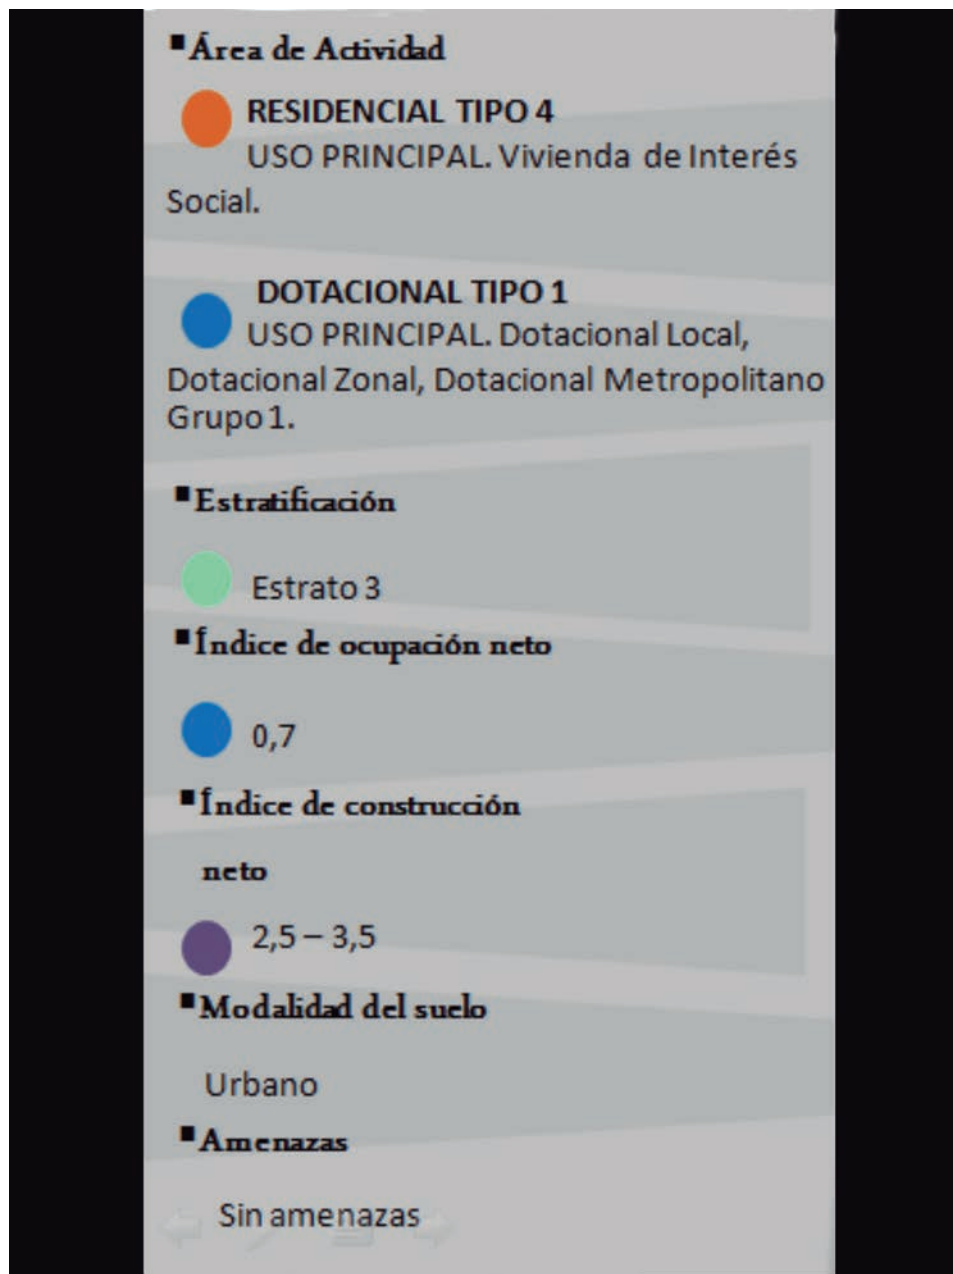 ▪Área de Actividad
RESIDENCIAL TIPO 4
USO PRINCIPAL. Vivienda de Interés
Social.
DOTACIONAL TIPO 1
USO PRINCIPAL. Dotacional Local,
Dotacional Zonal, Dotacional Metropolitano
Grupo 1.
▪Estratificación
Estrato 3
▪Índice de ocupación neto
0,7
▪Índice de construcción
neto
2,5 – 3,5
▪Modalidad del suelo
Urbano
▪Amenazas
Sin amenazas